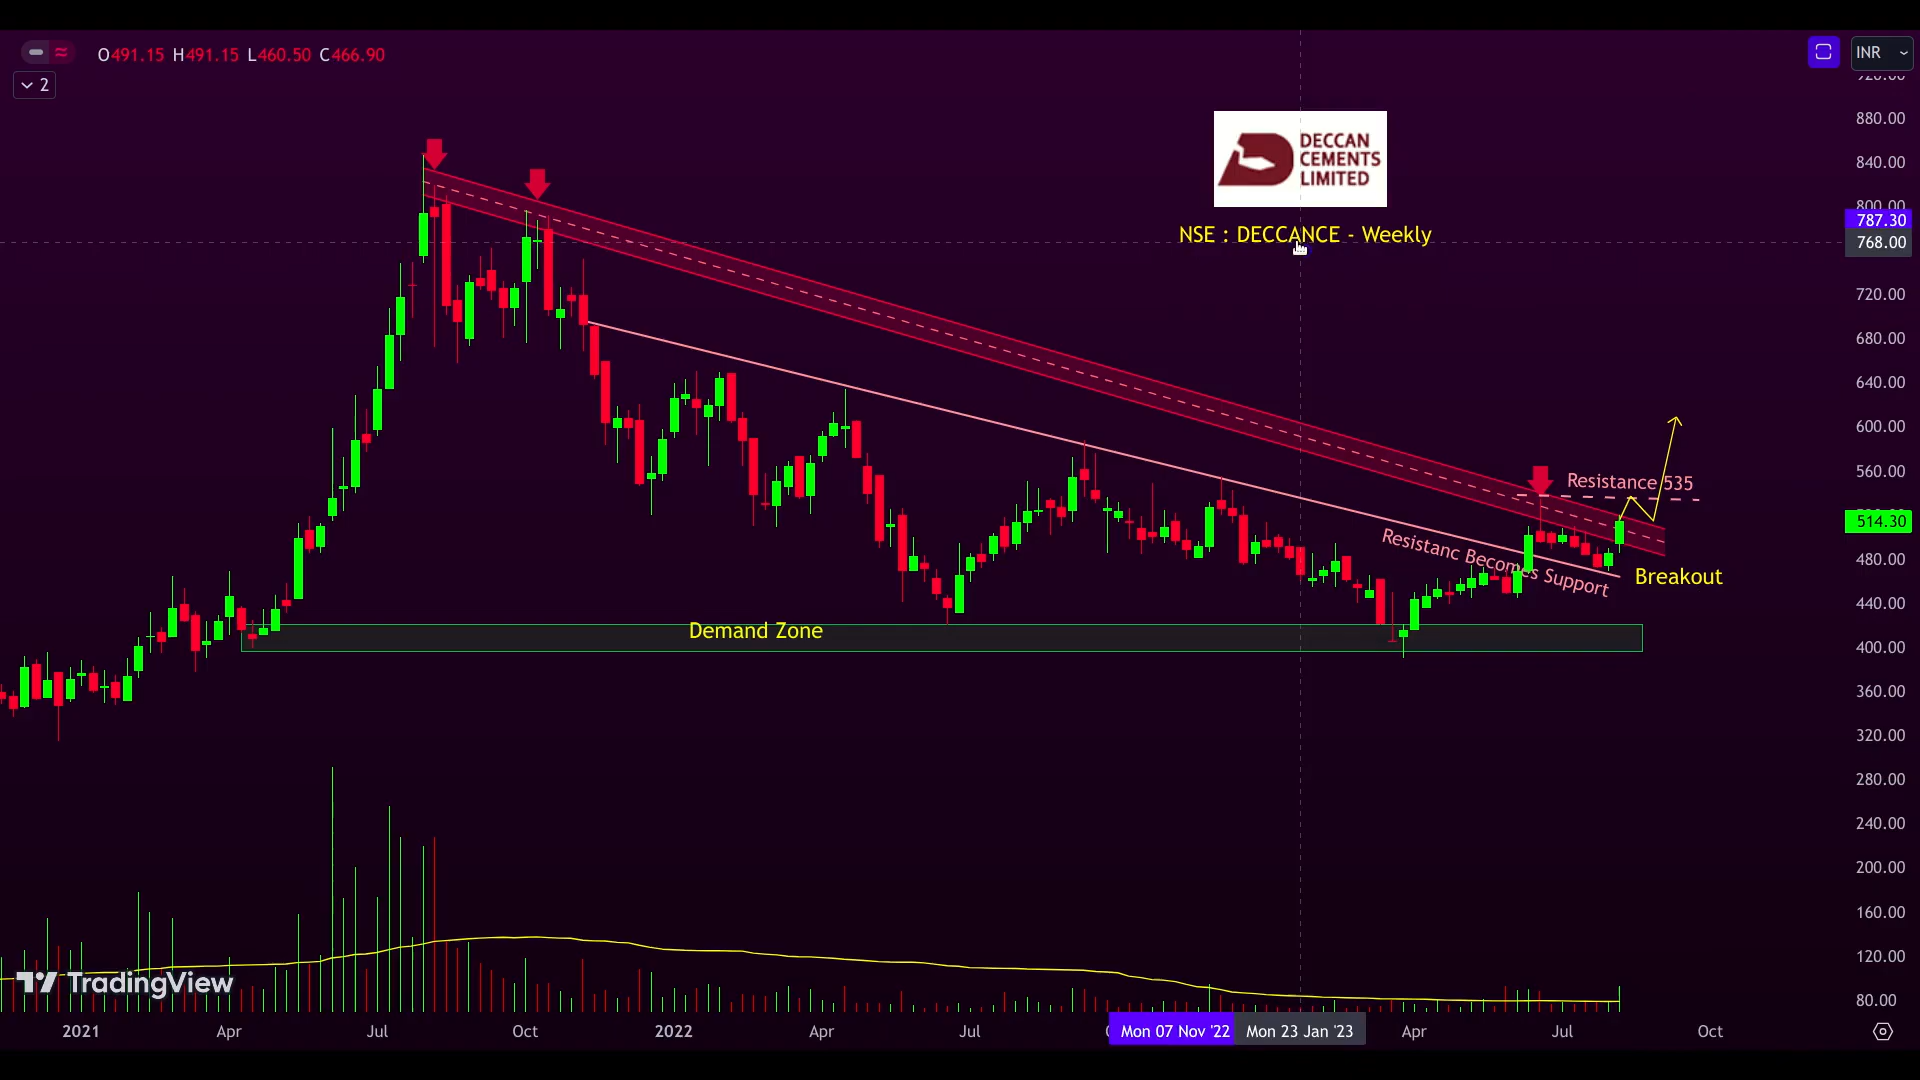 O491.15 H491.15 L460.50 C466.90
INR
2
880.00
DECCAN
CEMENTS
LIMITED
840.00
800.00
787.30
NSE : DECCANCE - Weekly
768.00
720.00
680.00
640.00
600.00
560.00
Resistance 535
514.30
Resistanc Becomes Support
480.00
Breakout
440.00
Demand Zone
400.00
360.00
320.00
280.00
240.00
200.00
160.00
120.00
TradingView
80.00
2021 Apr Jul Oct 2022 Apr Jul Mon 07 Nov '22 Mon 23 Jan '23 Apr Jul Oct